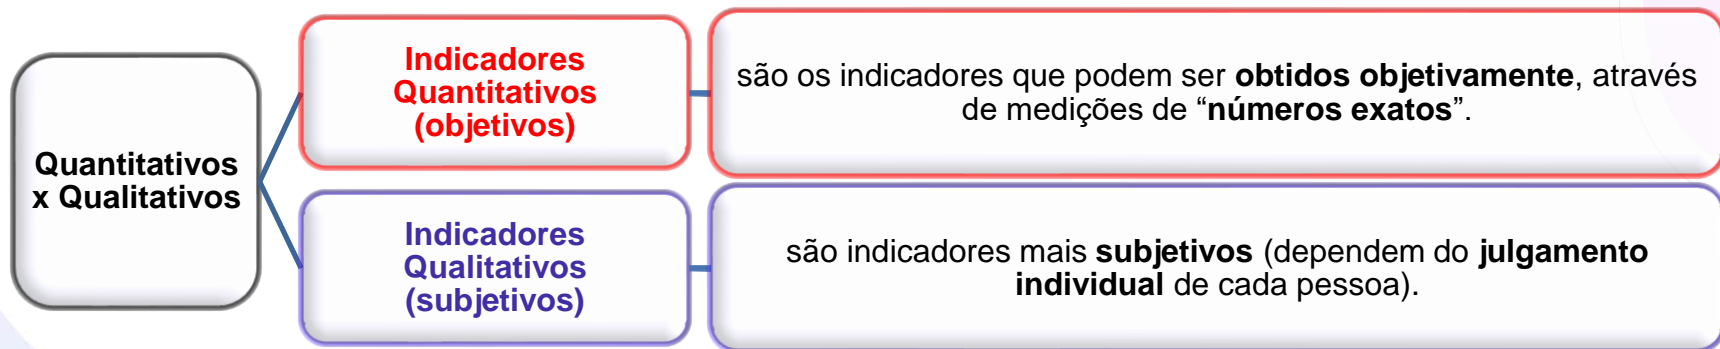 Quantitativos
x Qualitativos
Indicadores
Quantitativos
(objetivos)
são os indicadores que podem ser obtidos objetivamente, através
de medições de “números exatos”.
Indicadores
Qualitativos
(subjetivos)
são indicadores mais subjetivos (dependem do julgamento
individual de cada pessoa).